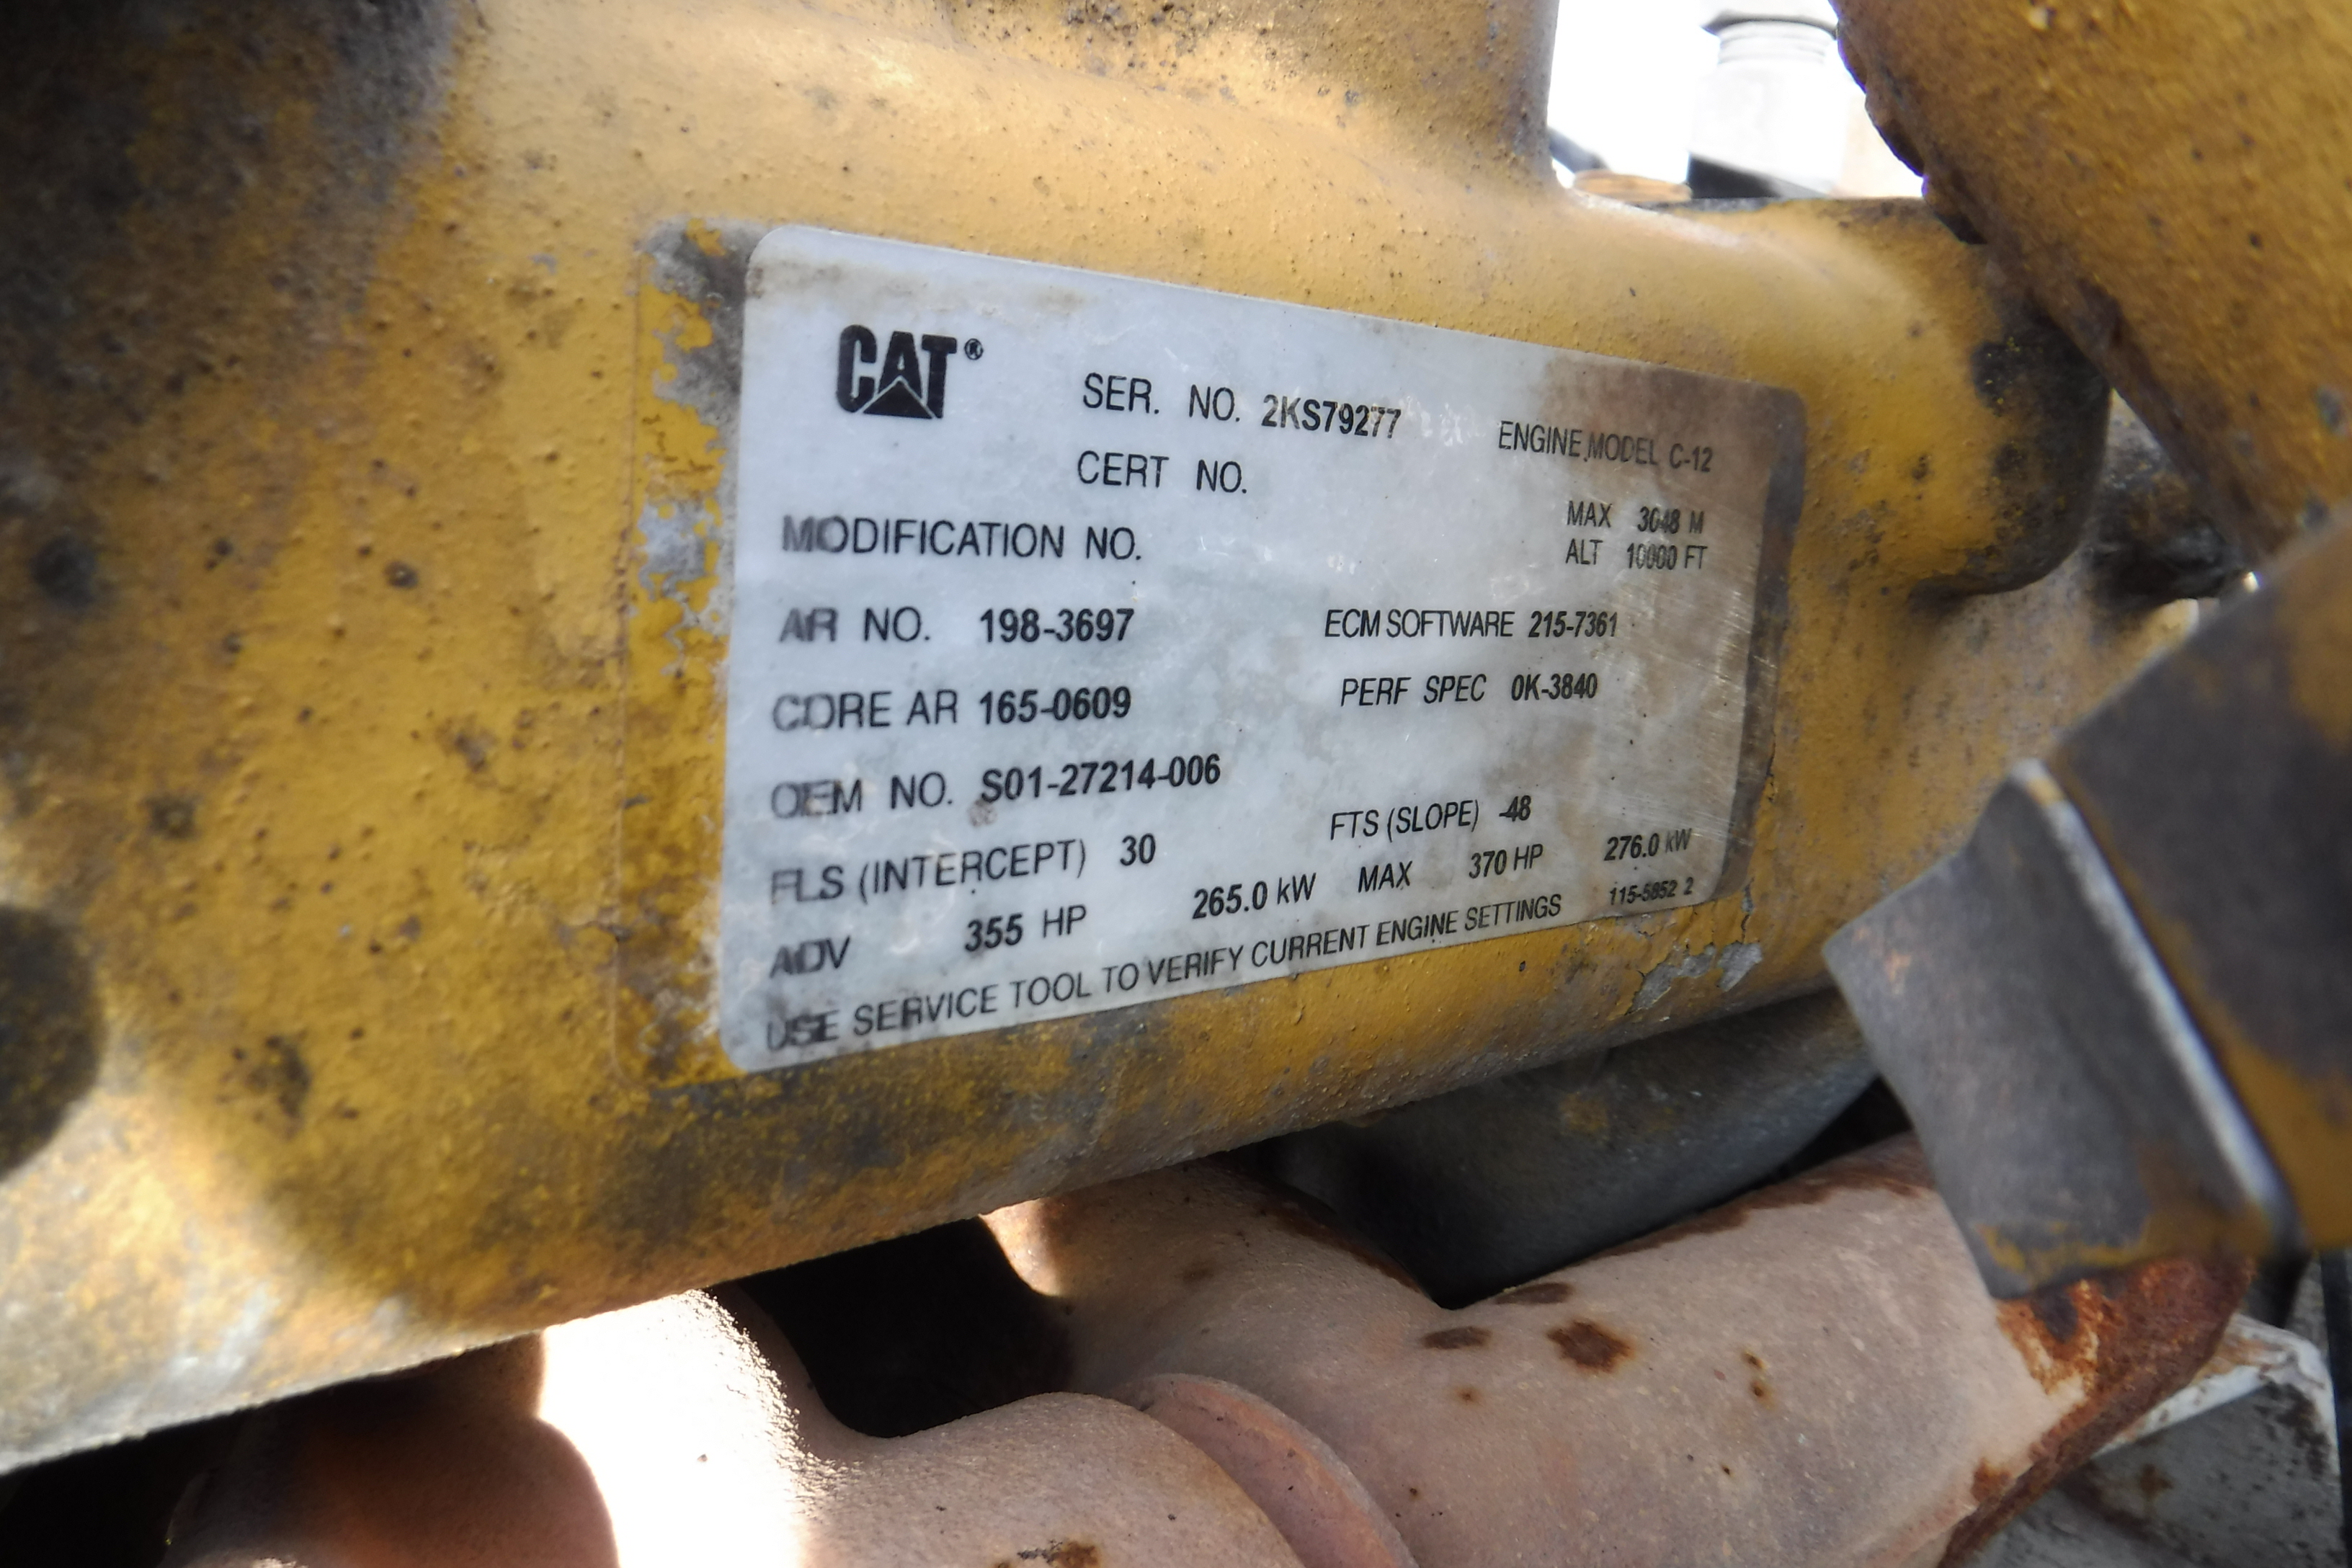 CAT®
SER. NO. 2KS79277
ENGINE MODEL C-12
CERT NO.
MAX 3048 M
MODIFICATION NO.
ALT 10000 FT
AR NO. 198-3697
ECM SOFTWARE 215-7361
CORE AR 165-0609
PERF SPEC 0K-3840
OEM NO. S01-27214-006
FLS (INTERCEPT) 30
FTS (SLOPE) -48
ADV 355 HP 265.0 kW MAX 370 HP 276.0 kW
USE SERVICE TOOL TO VERIFY CURRENT ENGINE SETTINGS 115-5852 2